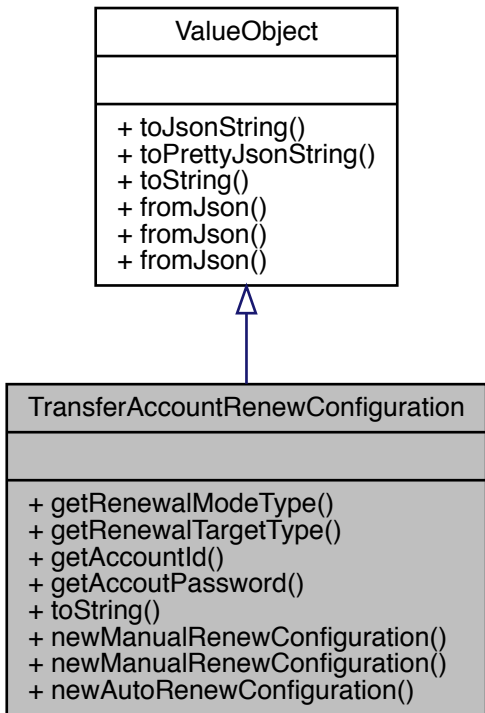 ValueObject
+ toJsonString()
+ toPrettyJsonString()
+ toString()
+ fromJson()
+ fromJson()
+ fromJson()
TransferAccountRenewConfiguration
+ getRenewalModeType()
+ getRenewalTargetType()
+ getAccountId()
+ getAccoutPassword()
+ toString()
+ newManualRenewConfiguration()
+ newManualRenewConfiguration()
+ newAutoRenewConfiguration()